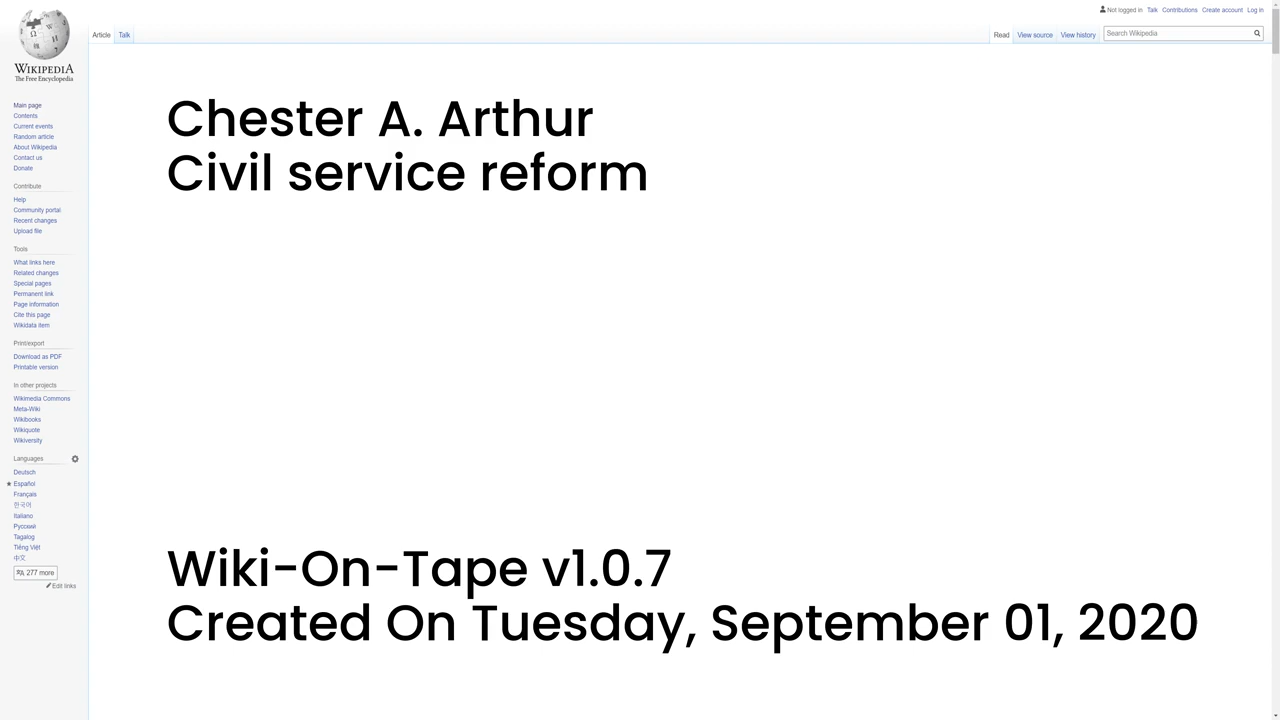 Not logged in Talk Contributions Create account Log in
Article Talk Read View source View history Search Wikipedia
WIKIPEDIA
The Free Encyclopedia
Main page
Contents
Current events
Random article
About Wikipedia
Contact us
Donate
Contribute
Help
Community portal
Recent changes
Upload file
Tools
What links here
Related changes
Special pages
Permanent link
Page information
Cite this page
Wikidata item
Print/export
Download as PDF
Printable version
In other projects
Wikimedia Commons
Meta-Wiki
Wikibooks
Wikiquote
Wikiversity
Languages
Deutsch
Español
Français
한국어
Italiano
Русский
Tagalog
Tiếng Việt
中文
277 more
Edit links
Chester A. Arthur
Civil service reform
Wiki-On-Tape v1.0.7
Created On Tuesday, September 01, 2020